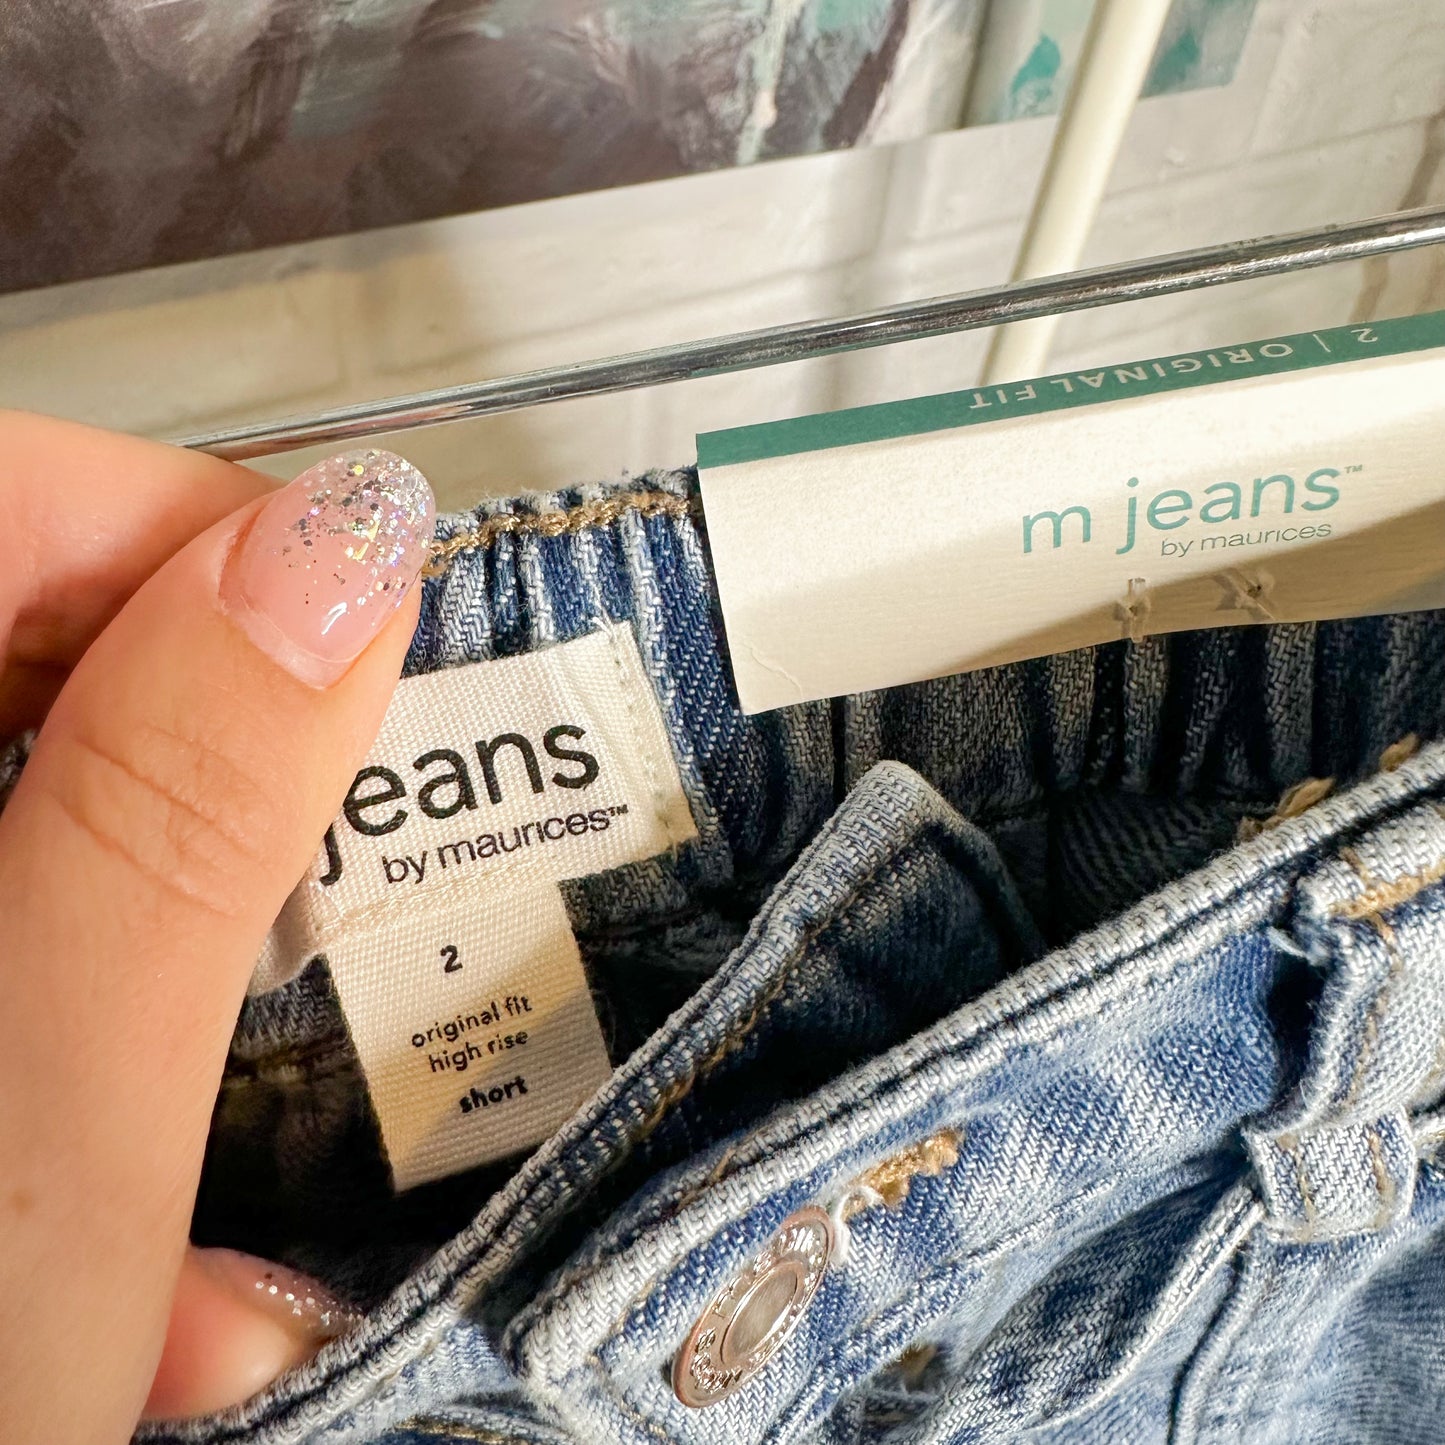 2 | ORIGINAL FIT
m jeans™
by maurices
jeans
by maurices™
2
original fit
high rise
short